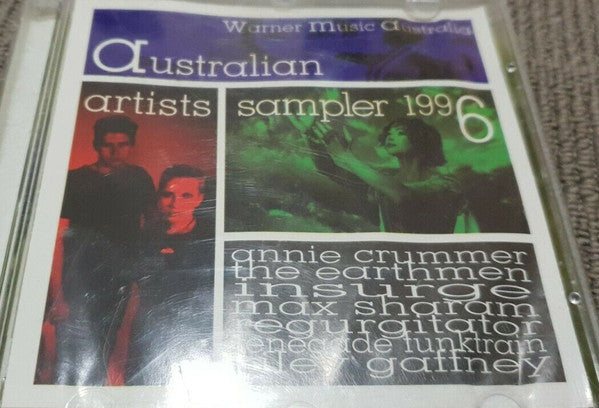 Warner Music Australia
australian
artists sampler 1996
annie crummer
the earthmen
insurge
max sharam
regurgitator
renegade funktrain
gaffney